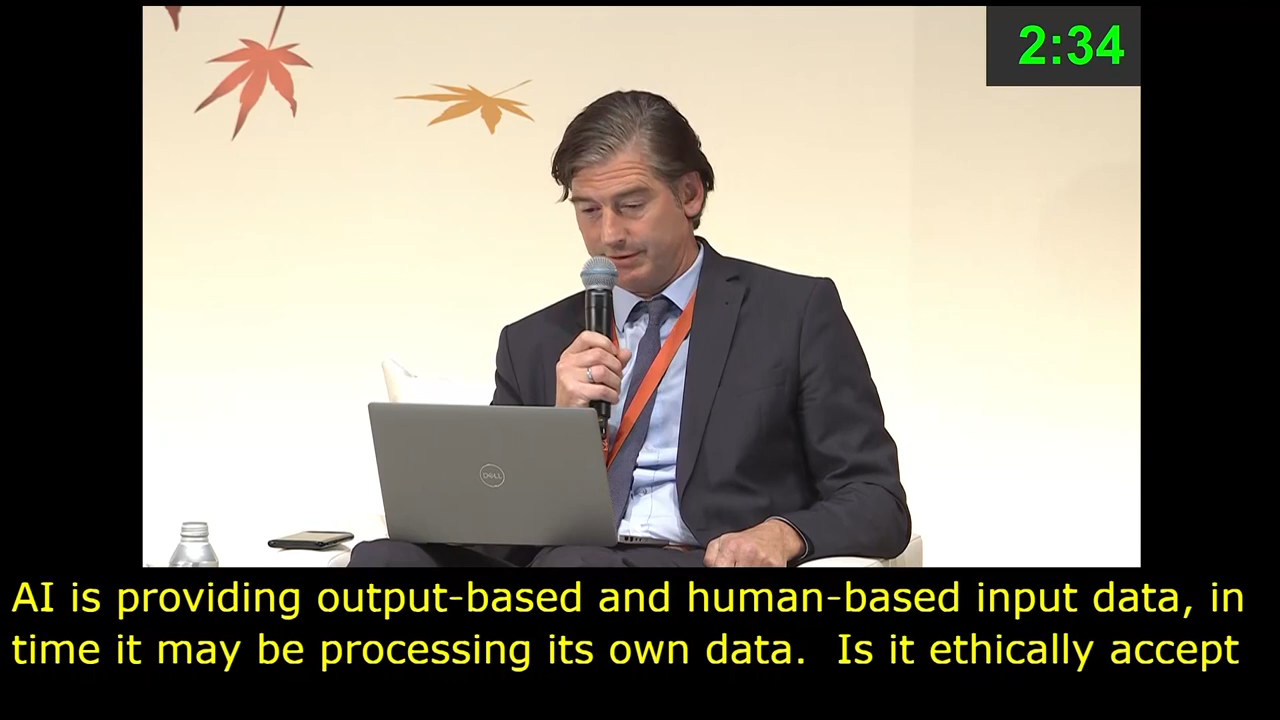 2:34
DELL
AI is providing output-based and human-based input data, in
time it may be processing its own data.  Is it ethically accept